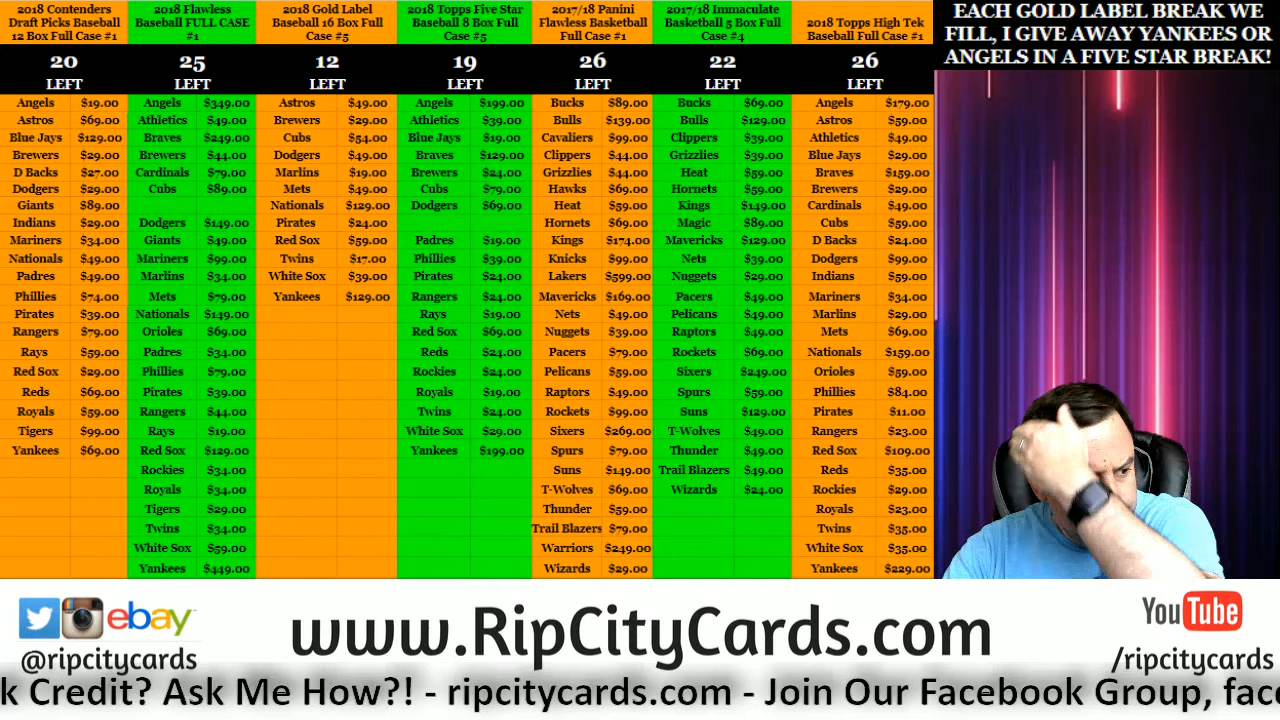 2018 Contenders
Draft Picks Baseball
12 Box Full Case #1
20
LEFT
Angels $19.00
Astros $69.00
Blue Jays $129.00
Brewers $29.00
D Backs $27.00
Dodgers $29.00
Giants $89.00
Indians $29.00
Mariners $34.00
Nationals $49.00
Padres $49.00
Phillies $74.00
Pirates $39.00
Rangers $79.00
Rays $59.00
Red Sox $29.00
Reds $69.00
Royals $59.00
Tigers $99.00
Yankees $69.00
2018 Flawless
Baseball FULL CASE
#1
25
LEFT
Angels $349.00
Athletics $49.00
Braves $249.00
Brewers $44.00
Cardinals $79.00
Cubs $89.00
Dodgers $149.00
Giants $49.00
Mariners $99.00
Marlins $34.00
Mets $79.00
Nationals $149.00
Orioles $69.00
Padres $34.00
Phillies $79.00
Pirates $39.00
Rangers $44.00
Rays $19.00
Red Sox $129.00
Rockies $34.00
Royals $34.00
Tigers $29.00
Twins $34.00
White Sox $59.00
Yankees $449.00
2018 Gold Label
Baseball 16 Box Full
Case #5
12
LEFT
Astros $49.00
Brewers $29.00
Cubs $54.00
Dodgers $49.00
Marlins $19.00
Mets $49.00
Nationals $129.00
Pirates $24.00
Red Sox $59.00
Twins $17.00
White Sox $39.00
Yankees $129.00
2018 Topps Five Star
Baseball 8 Box Full
Case #5
19
LEFT
Angels $199.00
Athletics $39.00
Blue Jays $19.00
Braves $129.00
Brewers $24.00
Cubs $79.00
Dodgers $69.00
Padres $19.00
Phillies $39.00
Pirates $24.00
Rangers $24.00
Rays $19.00
Red Sox $69.00
Reds $24.00
Rockies $24.00
Royals $19.00
Twins $24.00
White Sox $29.00
Yankees $199.00
2017/18 Panini
Flawless Basketball
Full Case #1
26
LEFT
Bucks $89.00
Bulls $139.00
Cavaliers $99.00
Clippers $44.00
Grizzlies $44.00
Hawks $69.00
Heat $59.00
Hornets $69.00
Kings $174.00
Knicks $99.00
Lakers $599.00
Mavericks $169.00
Nets $49.00
Nuggets $39.00
Pacers $79.00
Pelicans $59.00
Raptors $49.00
Rockets $99.00
Sixers $269.00
Spurs $79.00
Suns $149.00
T-Wolves $69.00
Thunder $59.00
Trail Blazers $79.00
Warriors $249.00
Wizards $29.00
2017/18 Immaculate
Basketball 5 Box Full
Case #4
22
LEFT
Bucks $69.00
Bulls $129.00
Clippers $39.00
Grizzlies $39.00
Heat $59.00
Hornets $59.00
Kings $149.00
Magic $89.00
Mavericks $129.00
Nets $39.00
Nuggets $29.00
Pacers $49.00
Pelicans $49.00
Raptors $49.00
Rockets $69.00
Sixers $249.00
Spurs $59.00
Suns $129.00
T-Wolves $49.00
Thunder $49.00
Trail Blazers $49.00
Wizards $24.00
2018 Topps High Tek
Baseball Full Case #1
26
LEFT
Angels $179.00
Astros $59.00
Athletics $49.00
Blue Jays $29.00
Braves $159.00
Brewers $29.00
Cardinals $49.00
Cubs $59.00
D Backs $24.00
Dodgers $99.00
Indians $59.00
Mariners $34.00
Marlins $29.00
Mets $69.00
Nationals $159.00
Orioles $59.00
Phillies $84.00
Pirates $11.00
Rangers $23.00
Red Sox $109.00
Reds $35.00
Rockies $29.00
Royals $23.00
Twins $35.00
White Sox $35.00
Yankees $229.00
EACH GOLD LABEL BREAK WE
FILL, I GIVE AWAY YANKEES OR
ANGELS IN A FIVE STAR BREAK!
ebay
@ripcitycards
www.RipCityCards.com
YouTube
/ripcitycards
k Credit? Ask Me How?! - ripcitycards.com - Join Our Facebook Group, face